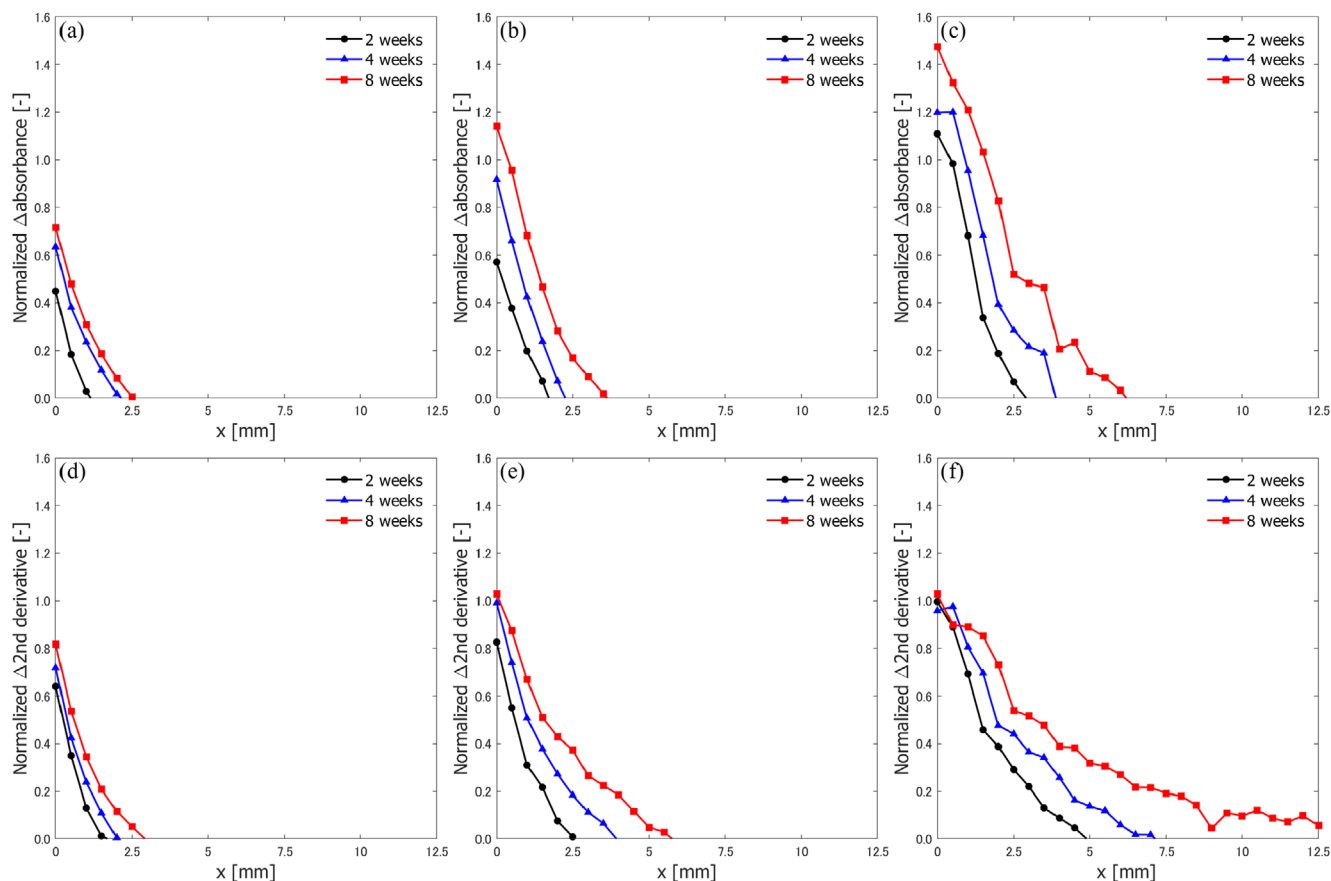 (a)
2 weeks
4 weeks
8 weeks
Normalized Δabsorbance [-]
1.6
1.4
1.2
1.0
0.8
0.6
0.4
0.2
0.0
0
2.5
5
7.5
10
12.5
x [mm]
(b)
2 weeks
4 weeks
8 weeks
Normalized Δabsorbance [-]
1.6
1.4
1.2
1.0
0.8
0.6
0.4
0.2
0.0
0
2.5
5
7.5
10
12.5
x [mm]
(c)
2 weeks
4 weeks
8 weeks
Normalized Δabsorbance [-]
1.6
1.4
1.2
1.0
0.8
0.6
0.4
0.2
0.0
0
2.5
5
7.5
10
12.5
x [mm]
(d)
2 weeks
4 weeks
8 weeks
Normalized Δ2nd derivative [-]
1.6
1.4
1.2
1.0
0.8
0.6
0.4
0.2
0.0
0
2.5
5
7.5
10
12.5
x [mm]
(e)
2 weeks
4 weeks
8 weeks
Normalized Δ2nd derivative [-]
1.6
1.4
1.2
1.0
0.8
0.6
0.4
0.2
0.0
0
2.5
5
7.5
10
12.5
x [mm]
(f)
2 weeks
4 weeks
8 weeks
Normalized Δ2nd derivative [-]
1.6
1.4
1.2
1.0
0.8
0.6
0.4
0.2
0.0
0
2.5
5
7.5
10
12.5
x [mm]